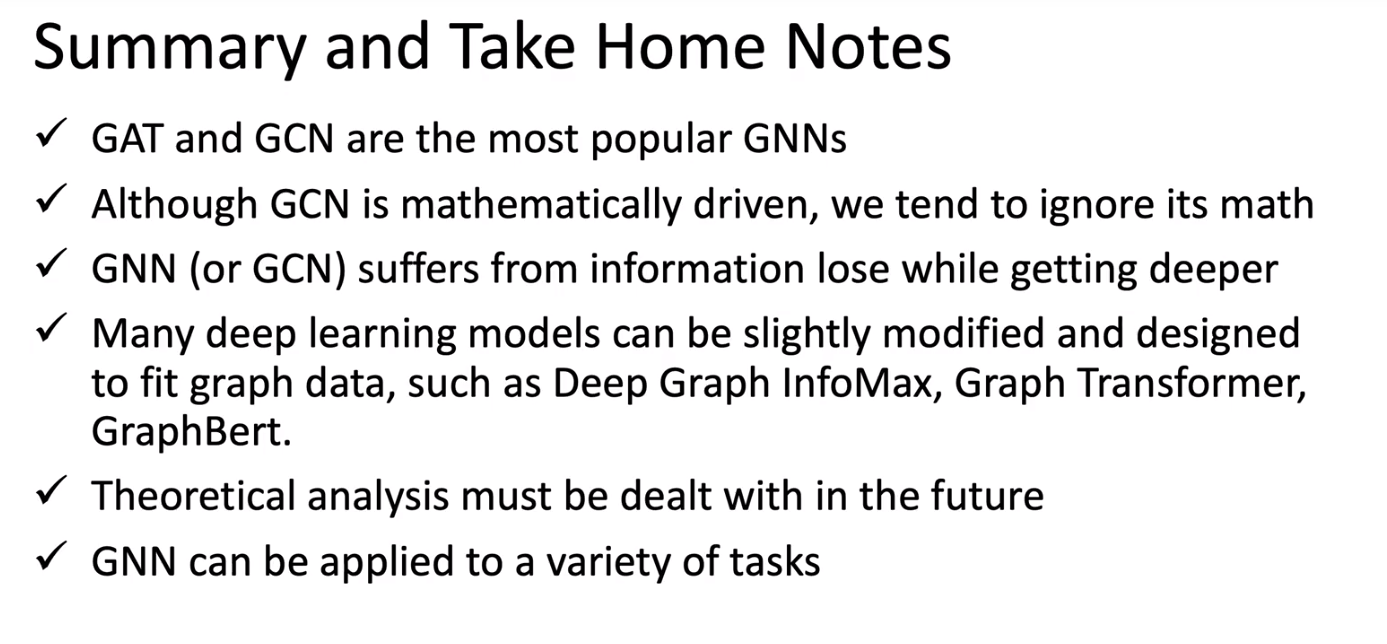 Summary and Take Home Notes
✓ GAT and GCN are the most popular GNNs
✓ Although GCN is mathematically driven, we tend to ignore its math
✓ GNN (or GCN) suffers from information lose while getting deeper
✓ Many deep learning models can be slightly modified and designed
to fit graph data, such as Deep Graph InfoMax, Graph Transformer,
GraphBert.
✓ Theoretical analysis must be dealt with in the future
✓ GNN can be applied to a variety of tasks